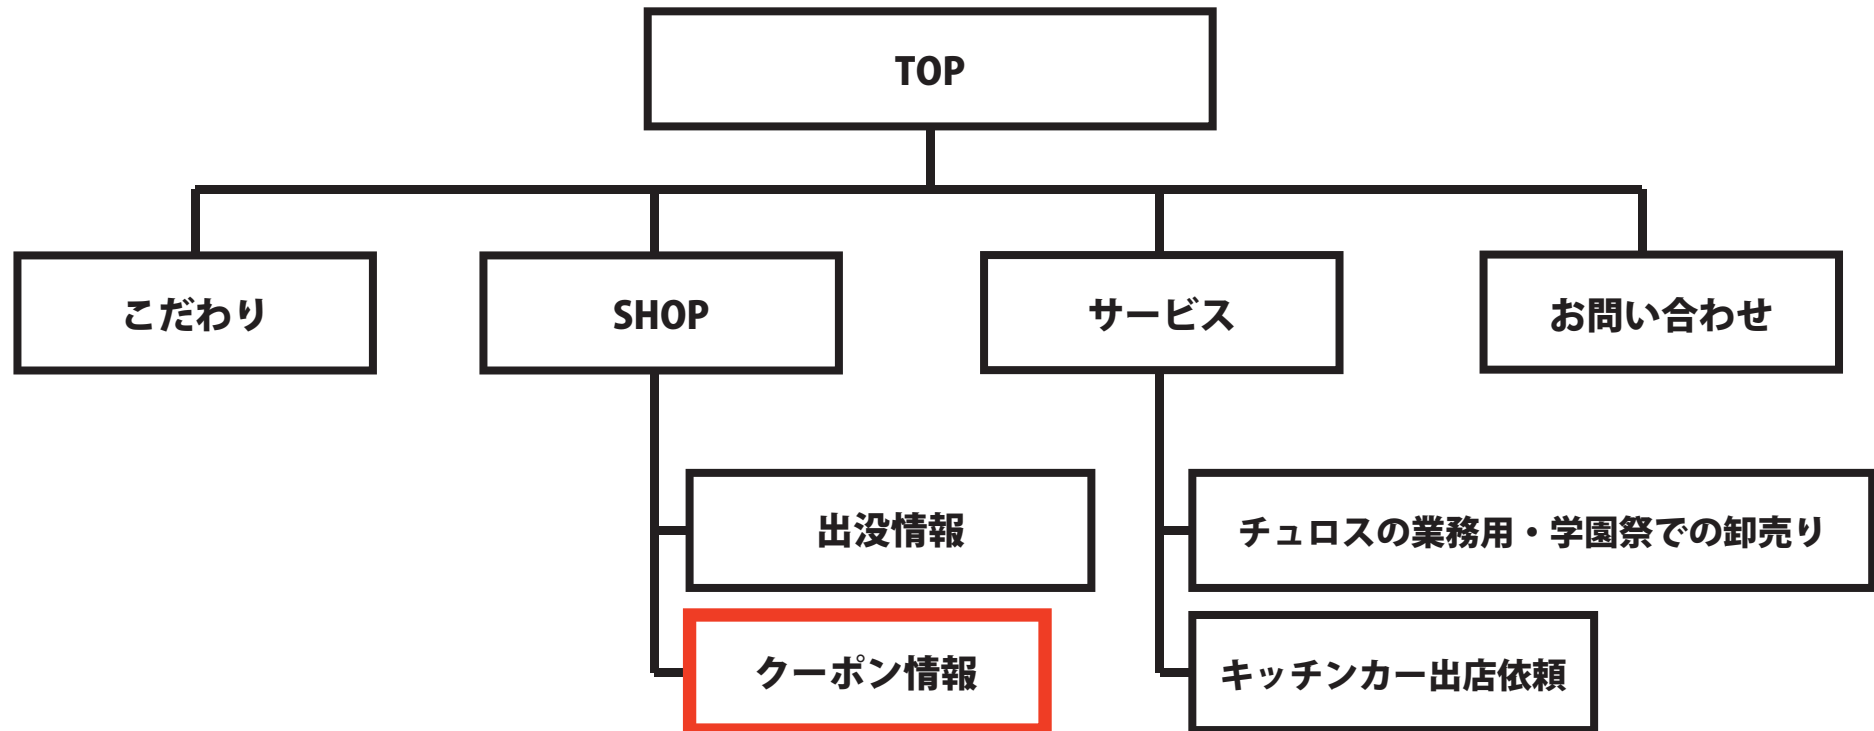 TOP
こだわり
SHOP
サービス
お問い合わせ
出没情報
チュロスの業務用・学園祭での卸売り
クーポン情報
キッチンカー出店依頼